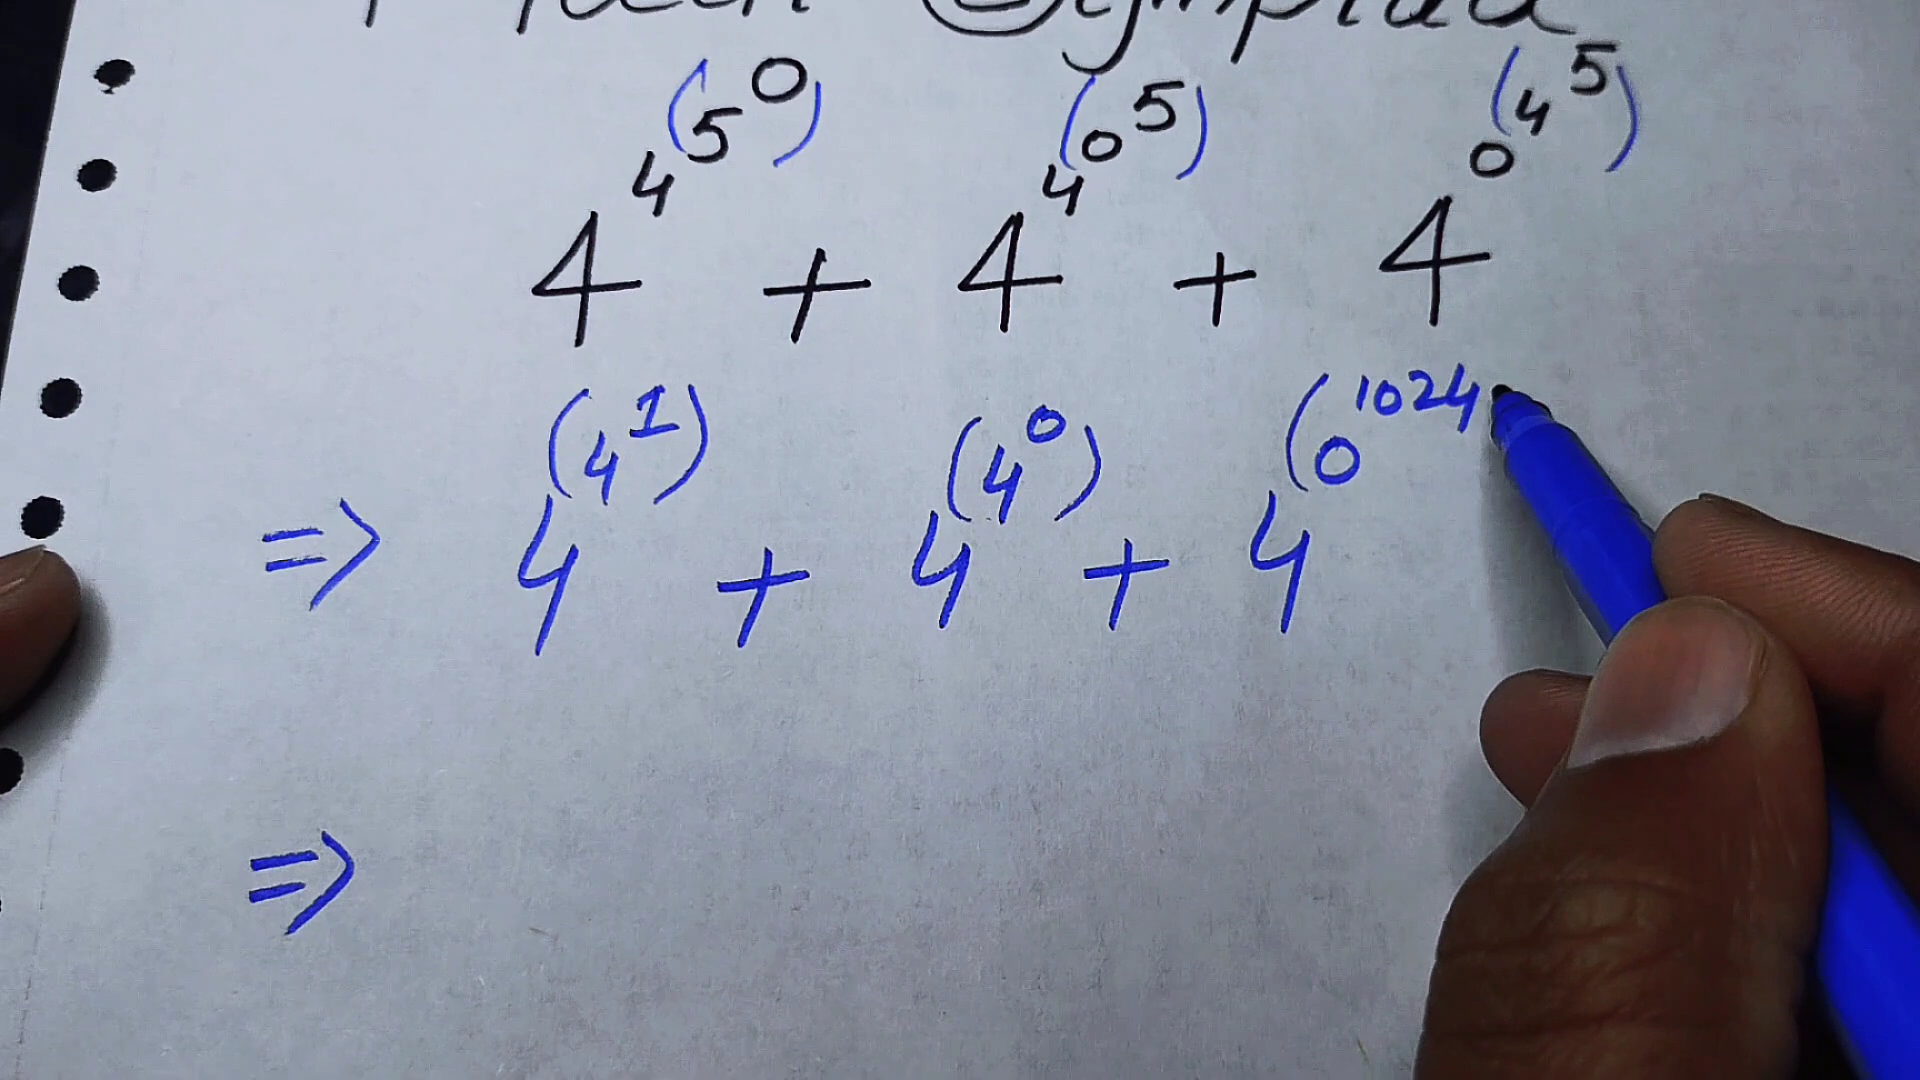 Olympiad
4^4^(5^0) + 4^4^(0^5) + 4^0^(4^5)
=> 4^(4^1) + 4^(4^0) + 4^(0^1024
=>